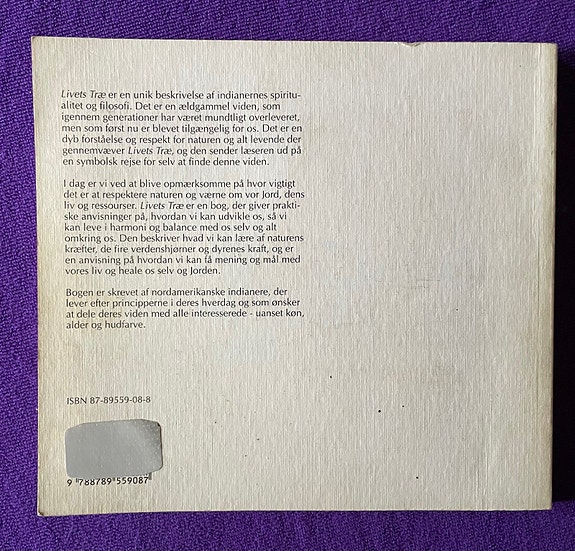 Livets Træ er en unik beskrivelse af indianernes spiritu-
alitet og filosofi. Det er en ældgammel viden, som
igennem generationer har været mundtligt overleveret,
men som først nu er blevet tilgængelig for os. Det er en
dyb forståelse og respekt for naturen og alt levende der
gennemvæver Livets Træ, og den sender læseren ud på
en symbolsk rejse for selv at finde denne viden.
I dag er vi ved at blive opmærksomme på hvor vigtigt
det er at respektere naturen og værne om vor Jord, dens
liv og ressourser. Livets Træ er en bog, der giver prakti-
ske anvisninger på, hvordan vi kan udvikle os, så vi
kan leve i harmoni og balance med os selv og alt
omkring os. Den beskriver hvad vi kan lære af naturens
kræfter, de fire verdenshjørner og dyrenes kraft, og er
en anvisning på hvordan vi kan få mening og mål med
vores liv og heale os selv og Jorden.
Bogen er skrevet af nordamerikanske indianere, der
lever efter principperne i deres hverdag og som ønsker
at dele deres viden med alle interesserede - uanset køn,
alder og hudfarve.
ISBN 87-89559-08-8
9 788789 559087